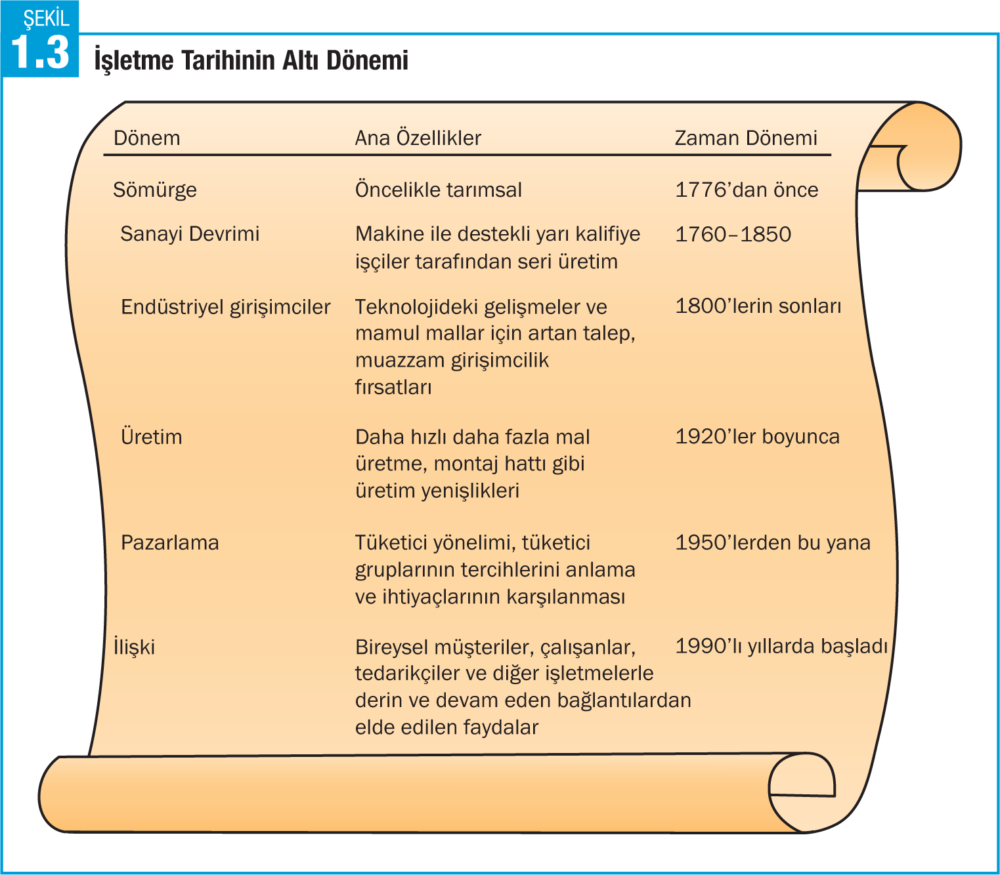 ŞEKİL
1.3
İşletme Tarihinin Altı Dönemi
Dönem Ana Özellikler Zaman Dönemi
Sömürge Öncelikle tarımsal 1776’dan önce
Sanayi Devrimi Makine ile destekli yarı kalifiye 1760–1850
işçiler tarafından seri üretim
Endüstriyel girişimciler Teknolojideki gelişmeler ve 1800’lerin sonları
mamul mallar için artan talep,
muazzam girişimcilik
fırsatları
Üretim Daha hızlı daha fazla mal 1920’ler boyunca
üretme, montaj hattı gibi
üretim yenişlikleri
Pazarlama Tüketici yönelimi, tüketici 1950’lerden bu yana
gruplarının tercihlerini anlama
ve ihtiyaçlarının karşılanması
İlişki Bireysel müşteriler, çalışanlar, 1990’lı yıllarda başladı
tedarikçiler ve diğer işletmelerle
derin ve devam eden bağlantılardan
elde edilen faydalar